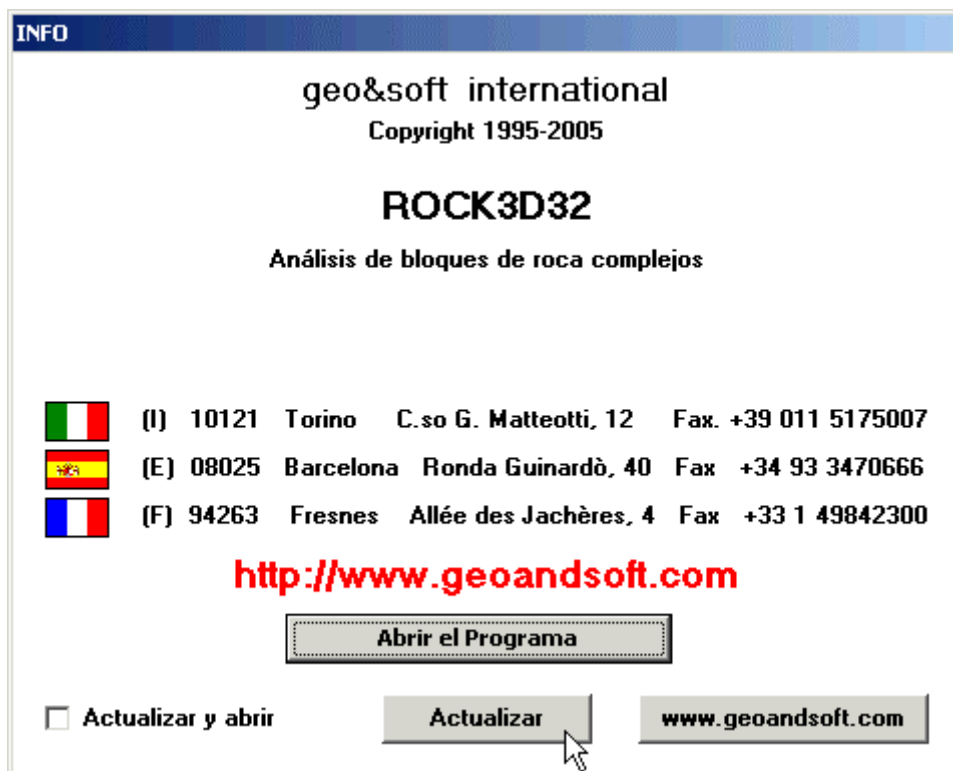 INFO
geo&soft international
Copyright 1995-2005
ROCK3D32
Análisis de bloques de roca complejos
(I) 10121 Torino C.so G. Matteotti, 12 Fax. +39 011 5175007
(E) 08025 Barcelona Ronda Guinardò, 40 Fax +34 93 3470666
(F) 94263 Fresnes Allée des Jachères, 4 Fax +33 1 49842300
http://www.geoandsoft.com
Abrir el Programa
Actualizar y abrir Actualizar www.geoandsoft.com